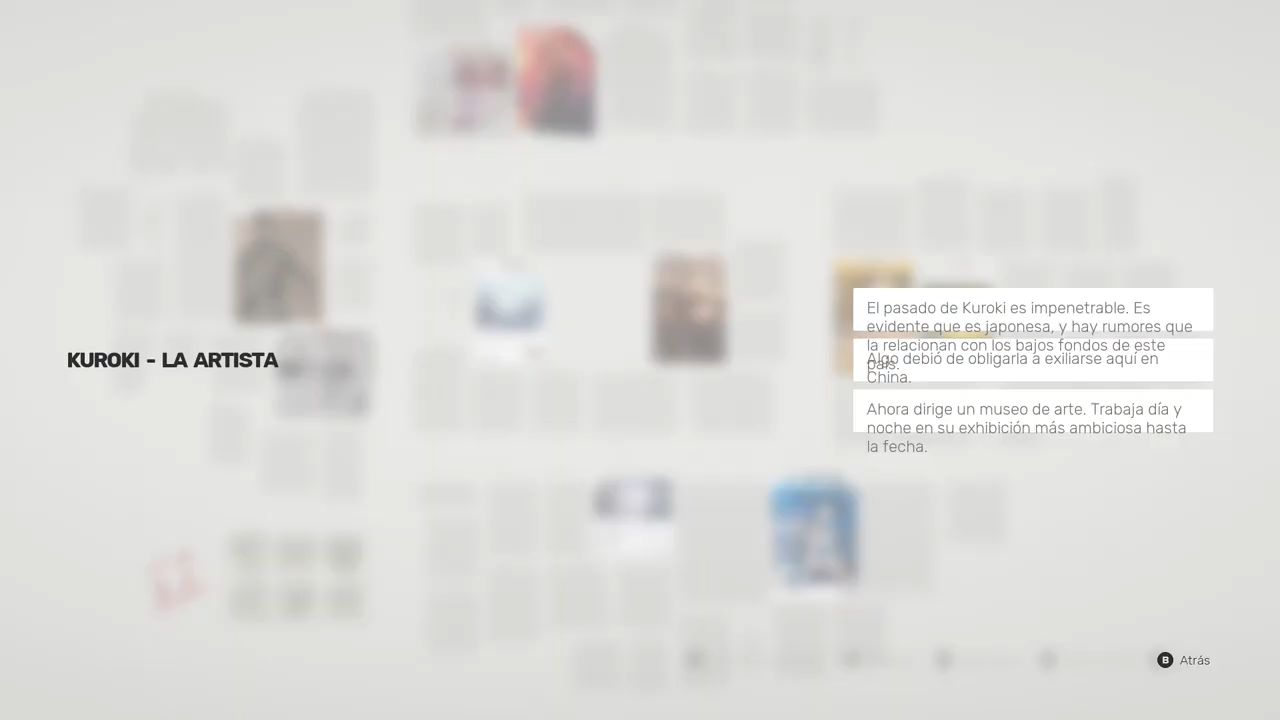 KUROKI - LA ARTISTA
El pasado de Kuroki es impenetrable. Es
evidente que es japonesa, y hay rumores que
la relacionan con los bajos fondos de este
país.
Algo debió de obligarla a exiliarse aquí en
China.
Ahora dirige un museo de arte. Trabaja día y
noche en su exhibición más ambiciosa hasta
la fecha.
B Atrás